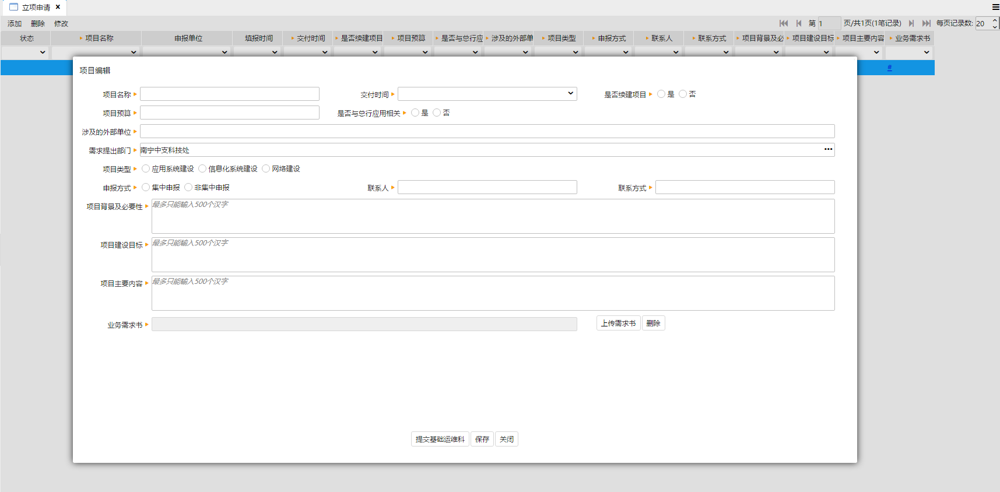 立项申请 ×
添加 删除 修改 第 1 页/共1页(1笔记录) 每页记录数: 20
状态 项目名称 申报单位 填报时间 交付时间 是否续建项目 项目预算 是否与总行应 涉及的外部单 项目类型 申报方式 联系人 联系方式 项目背景及必 项目建设目标 项目主要内容 业务需求书
#
项目编辑
项目名称 交付时间 是否续建项目 是 否
项目预算 是否与总行应用相关 是 否
涉及的外部单位
需求提出部门 南宁中支科技处 •••
项目类型 应用系统建设 信息化系统建设 网络建设
申报方式 集中申报 非集中申报 联系人 联系方式
项目背景及必要性 最多只能输入500个汉字
项目建设目标 最多只能输入500个汉字
项目主要内容 最多只能输入500个汉字
业务需求书 上传需求书 删除
提交基础运维科 保存 关闭